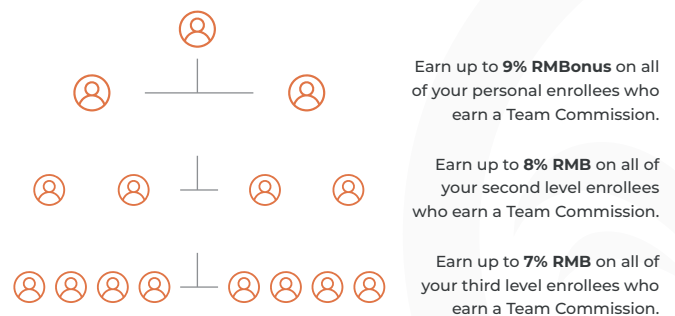 Earn up to 9% RMBonus on all
of your personal enrollees who
earn a Team Commission.
Earn up to 8% RMB on all of
your second level enrollees
who earn a Team Commission.
Earn up to 7% RMB on all of
your third level enrollees who
earn a Team Commission.